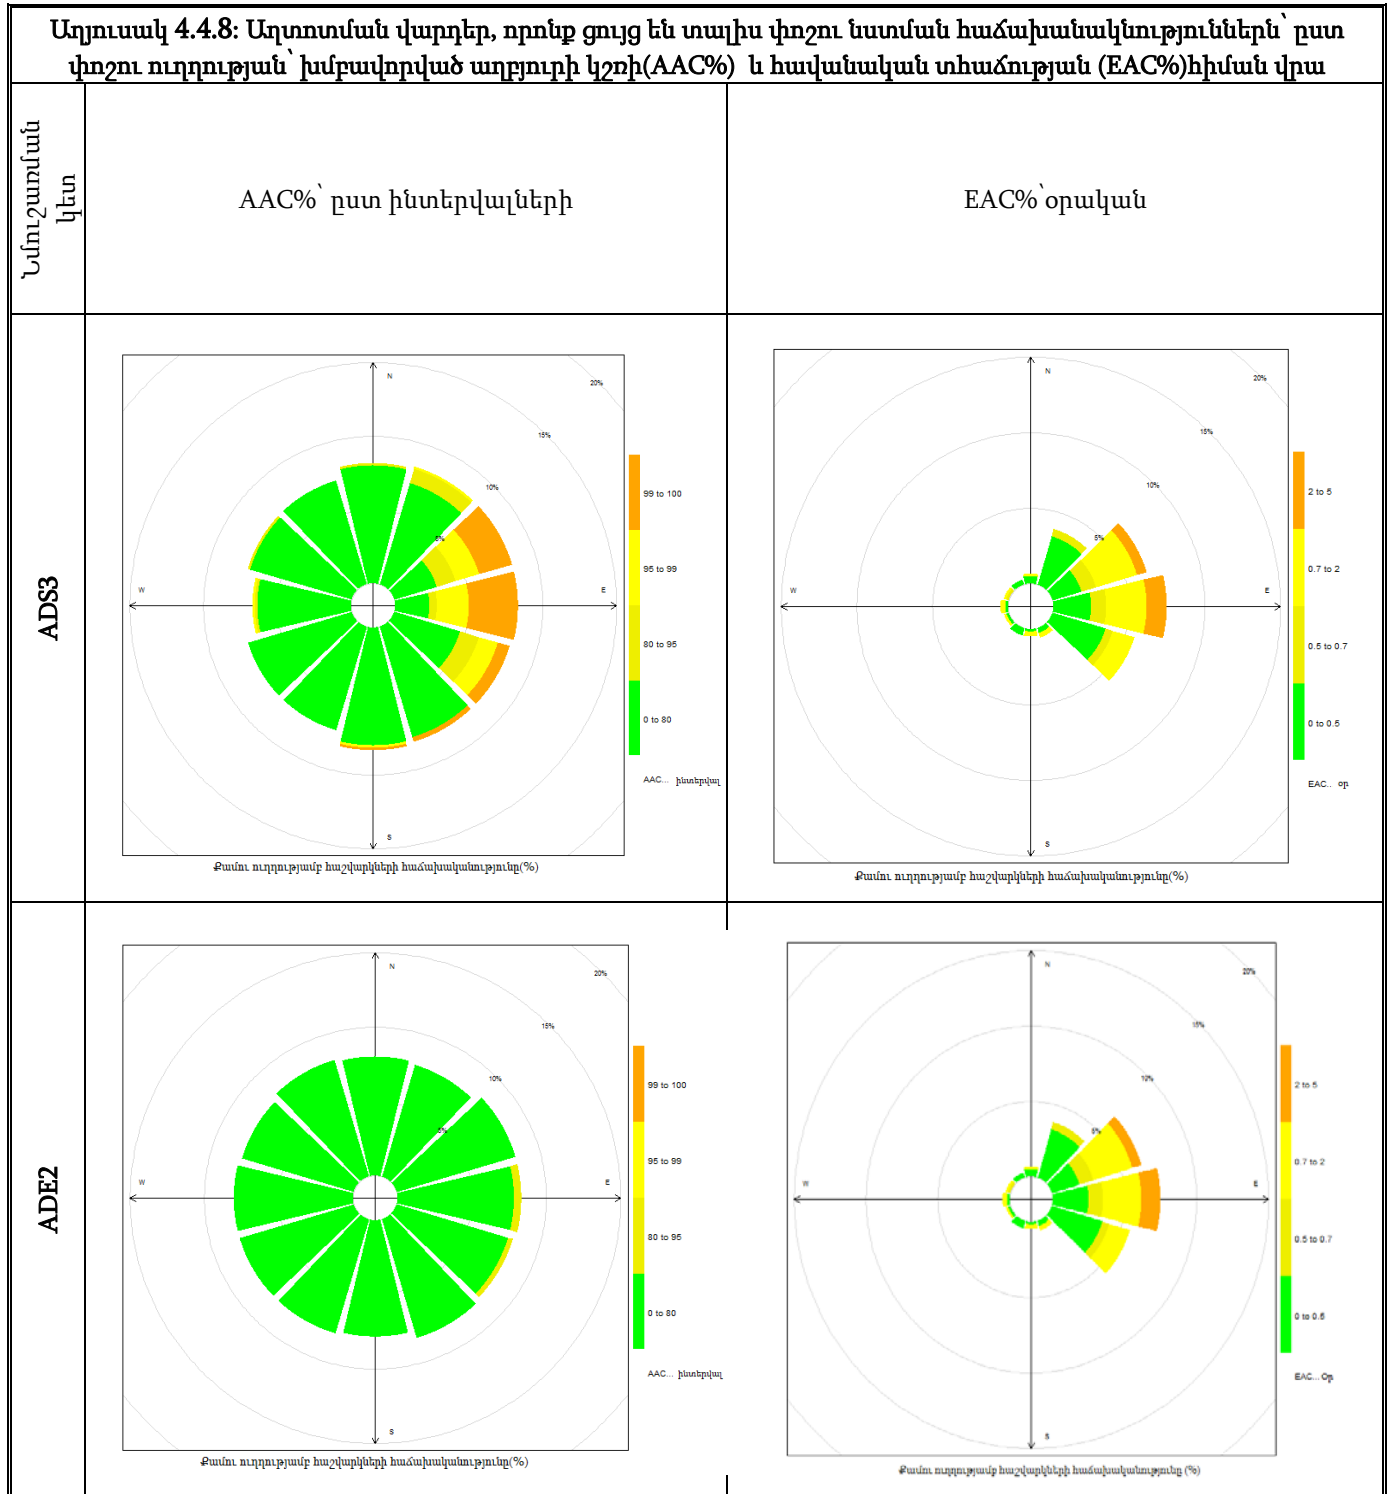 Աղյուսակ 4.4.8: Աղտոտման վարդեր, որոնք ցույց են տալիս փոշու նստման հաճախանակնություններն՝ ըստ
փոշու ուղղության՝ խմբավորված աղբյուրի կշռի(AAC%) և հավանական տհաճության (EAC%)հիման վրա
Նմուշառման
կետ
AAC%՝ ըստ ինտերվալների
EAC%՝օրական
ADS3
N
20%
15%
10%
5%
W
E
S
99 to 100
95 to 99
80 to 95
0 to 80
AAC... ինտերվալ
Քամու ուղղությամբ հաշվարկների հաճախականությունը(%)
N
20%
15%
10%
5%
W
E
S
2 to 5
0.7 to 2
0.5 to 0.7
0 to 0.5
EAC.. օր
Քամու ուղղությամբ հաշվարկների հաճախականությունը(%)
ADE2
N
20%
15%
10%
5%
W
E
S
99 to 100
95 to 99
80 to 95
0 to 80
AAC... ինտերվալ
Քամու ուղղությամբ հաշվարկների հաճախականությունը(%)
N
20%
15%
10%
5%
W
E
S
2 to 5
0.7 to 2
0.5 to 0.7
0 to 0.5
EAC... Օր
Քամու ուղղությամբ հաշվարկների հաճախականությունը (%)